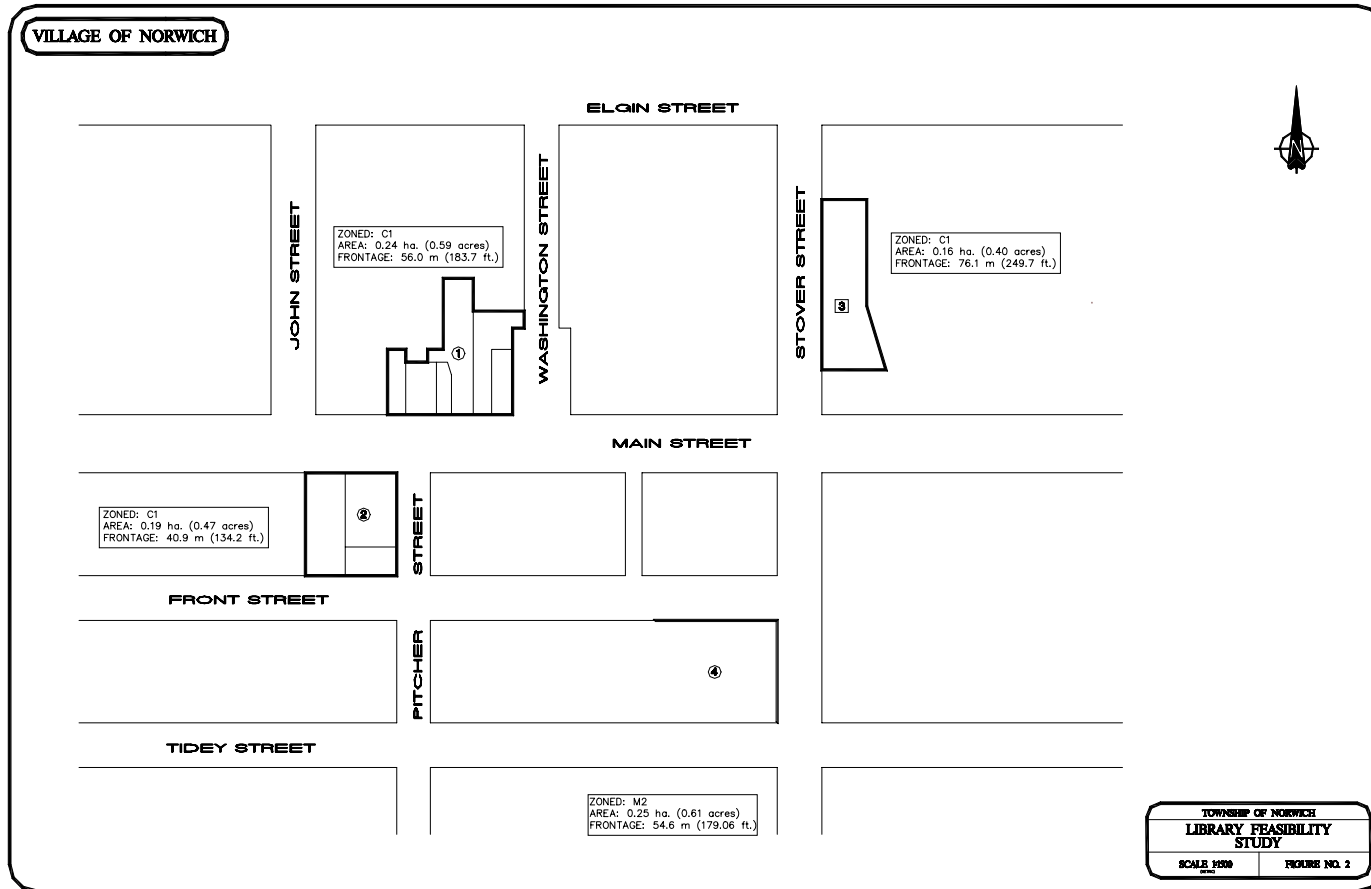 VILLAGE OF NORWICH
ELGIN STREET
N
JOHN STREET
WASHINGTON STREET
STOVER STREET
ZONED: C1
AREA: 0.24 ha. (0.59 acres)
FRONTAGE: 56.0 m (183.7 ft.)
ZONED: C1
AREA: 0.16 ha. (0.40 acres)
FRONTAGE: 76.1 m (249.7 ft.)
3
1
MAIN STREET
ZONED: C1
AREA: 0.19 ha. (0.47 acres)
FRONTAGE: 40.9 m (134.2 ft.)
2
STREET
FRONT STREET
PITCHER
4
TIDEY STREET
ZONED: M2
AREA: 0.25 ha. (0.61 acres)
FRONTAGE: 54.6 m (179.06 ft.)
TOWNSHIP OF NORWICH
LIBRARY FEASIBILITY
STUDY
SCALE 1:1500
FIGURE NO. 2